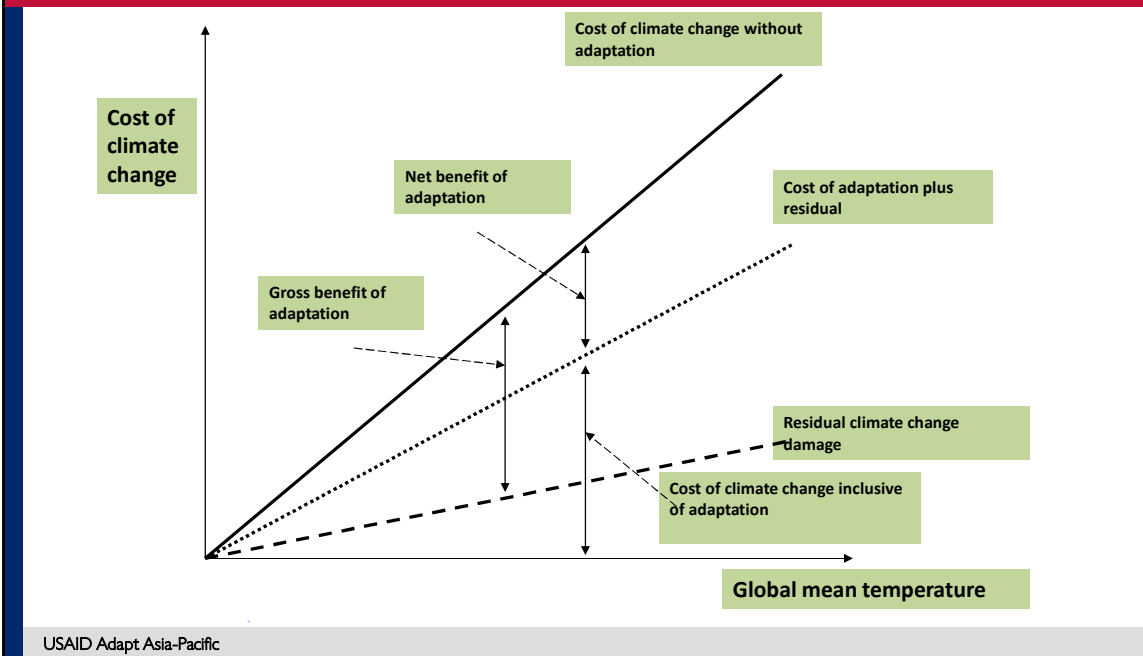 Cost of climate change without
adaptation
Cost of
climate
change
Net benefit of
adaptation
Cost of adaptation plus
residual
Gross benefit of
adaptation
Residual climate change
damage
Cost of climate change inclusive
of adaptation
Global mean temperature
USAID Adapt Asia-Pacific